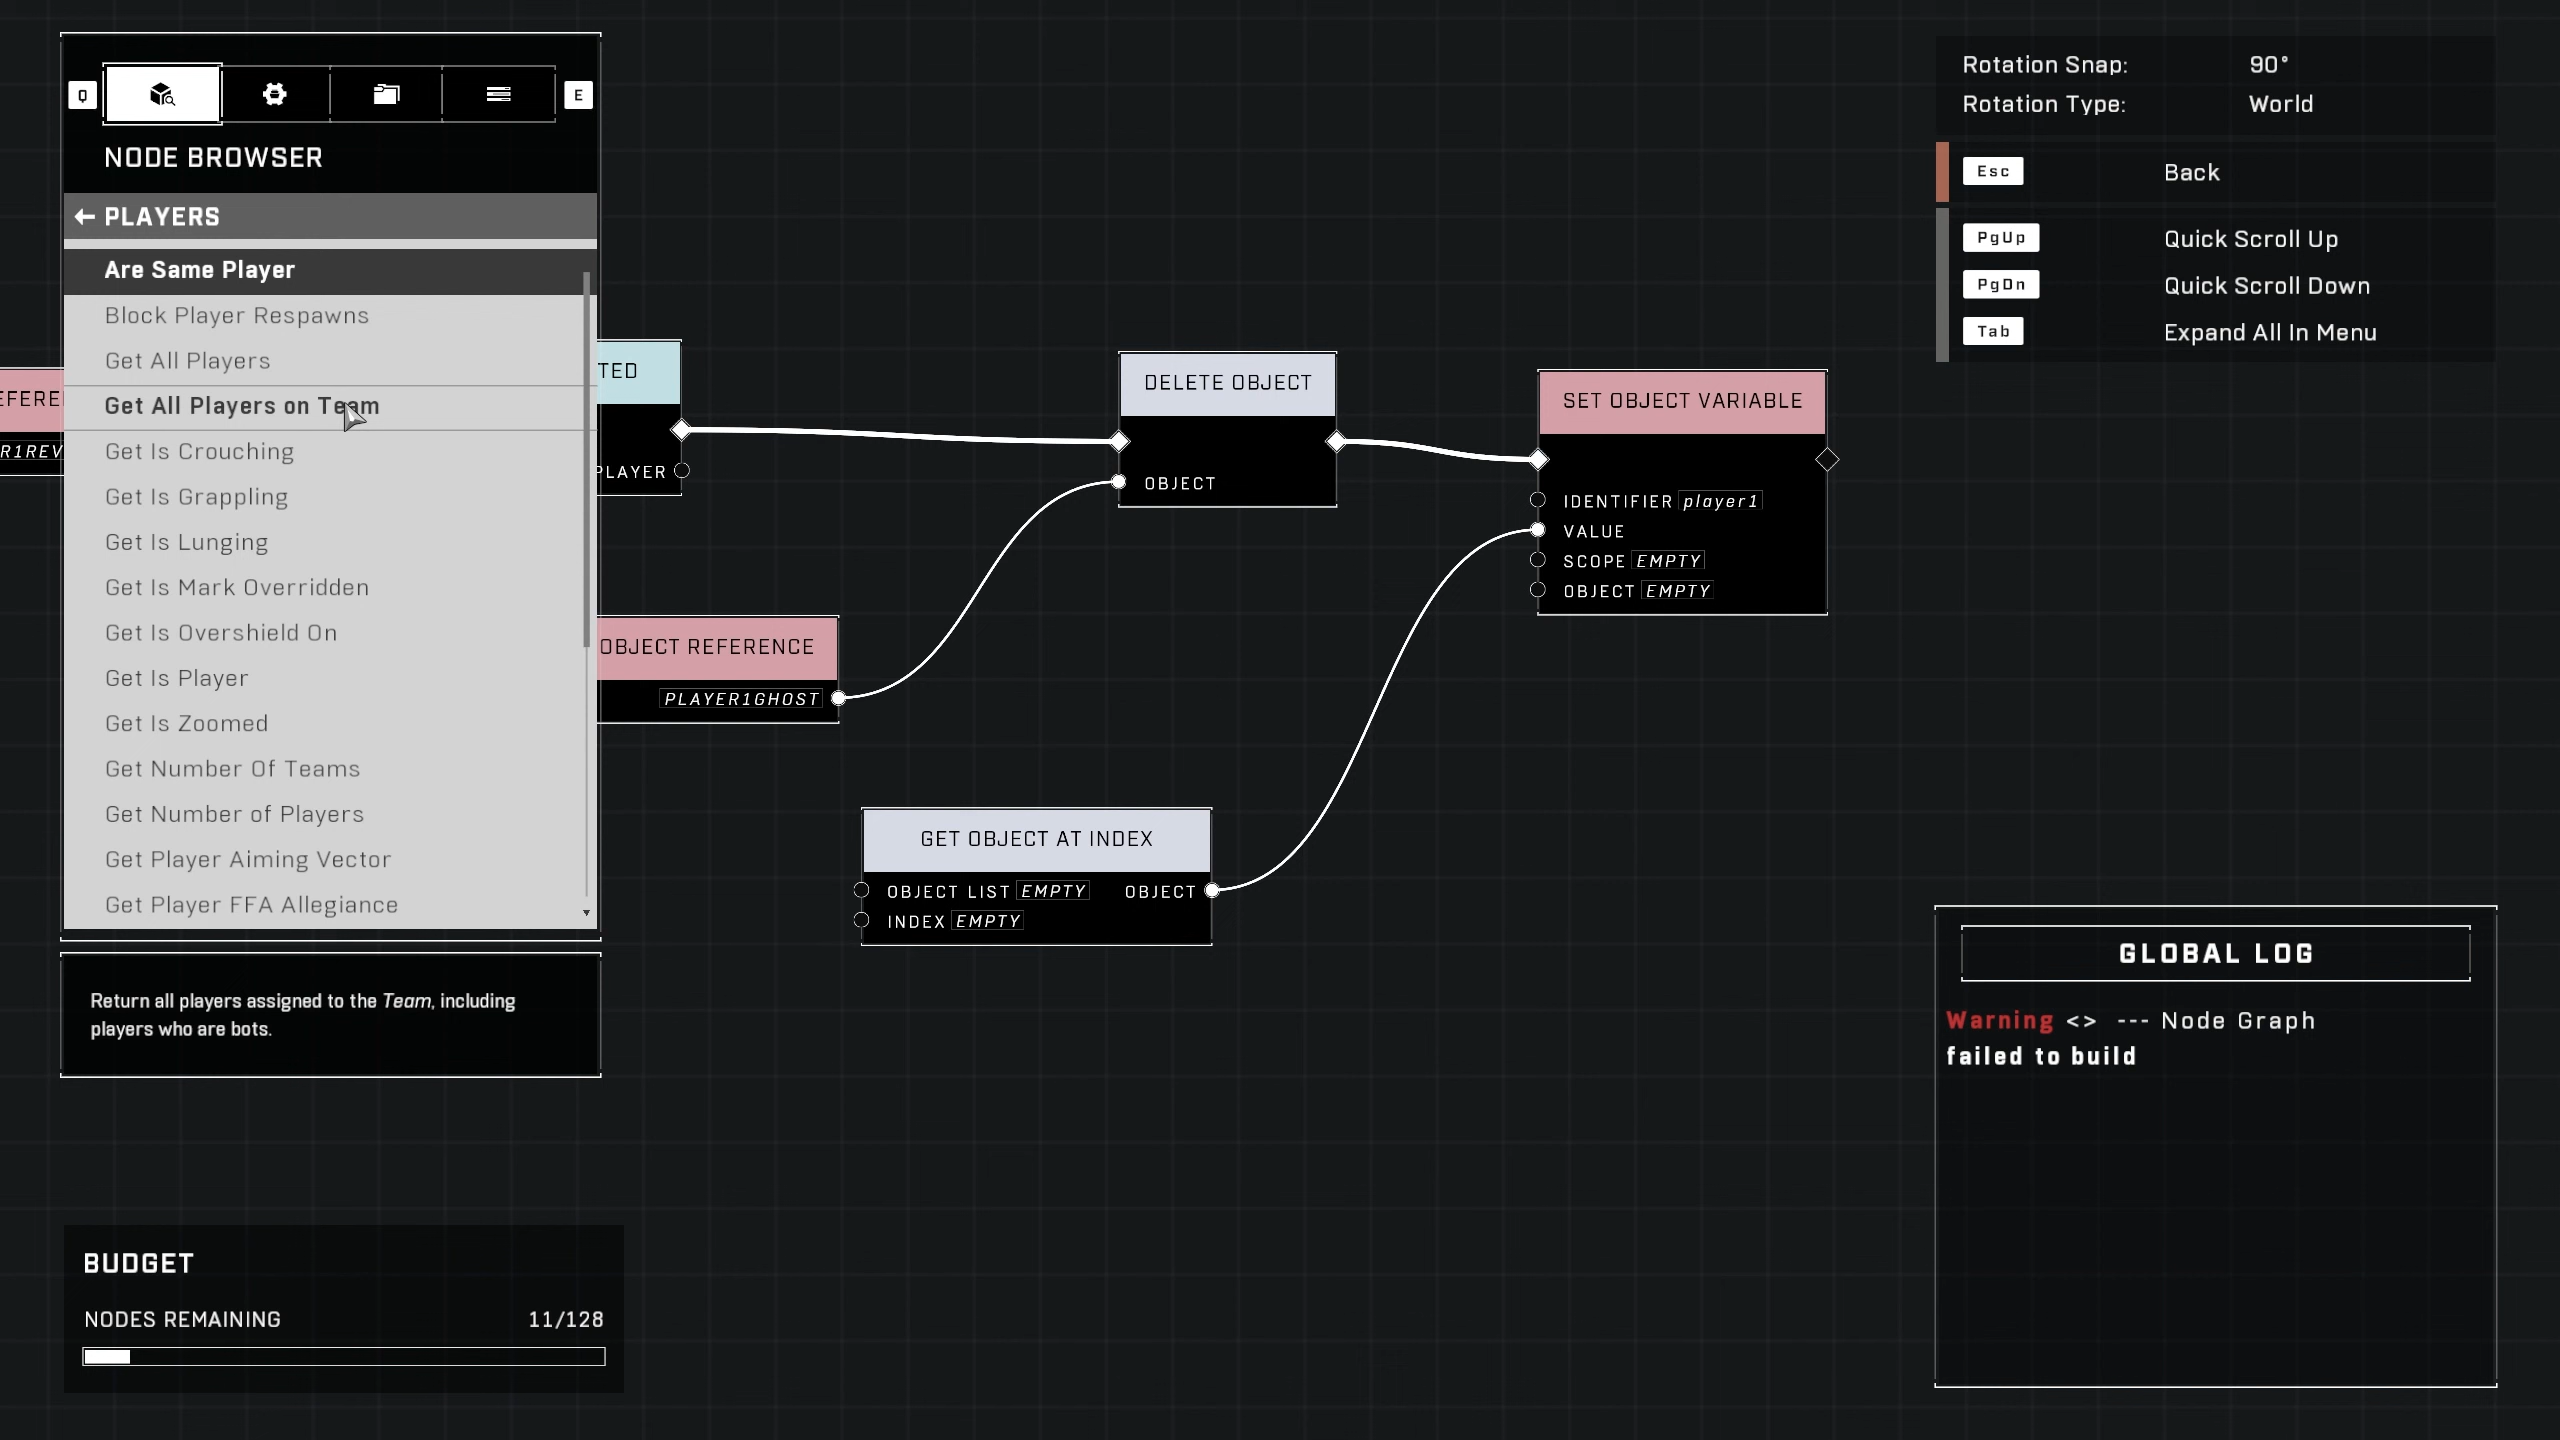 Q
E
NODE BROWSER
PLAYERS
Are Same Player
Block Player Respawns
Get All Players
Get All Players on Team
Get Is Crouching
Get Is Grappling
Get Is Lunging
Get Is Mark Overridden
Get Is Overshield On
Get Is Player
Get Is Zoomed
Get Number Of Teams
Get Number of Players
Get Player Aiming Vector
Get Player FFA Allegiance
Return all players assigned to the Team, including
players who are bots.
BUDGET
NODES REMAINING 11/128
EFERE
R1REV
TED
PLAYER
OBJECT REFERENCE
PLAYER1GHOST
DELETE OBJECT
OBJECT
GET OBJECT AT INDEX
OBJECT LIST EMPTY OBJECT
INDEX EMPTY
SET OBJECT VARIABLE
IDENTIFIER player1
VALUE
SCOPE EMPTY
OBJECT EMPTY
Rotation Snap: 90°
Rotation Type: World
Esc Back
PgUp Quick Scroll Up
PgDn Quick Scroll Down
Tab Expand All In Menu
GLOBAL LOG
Warning <> --- Node Graph
failed to build